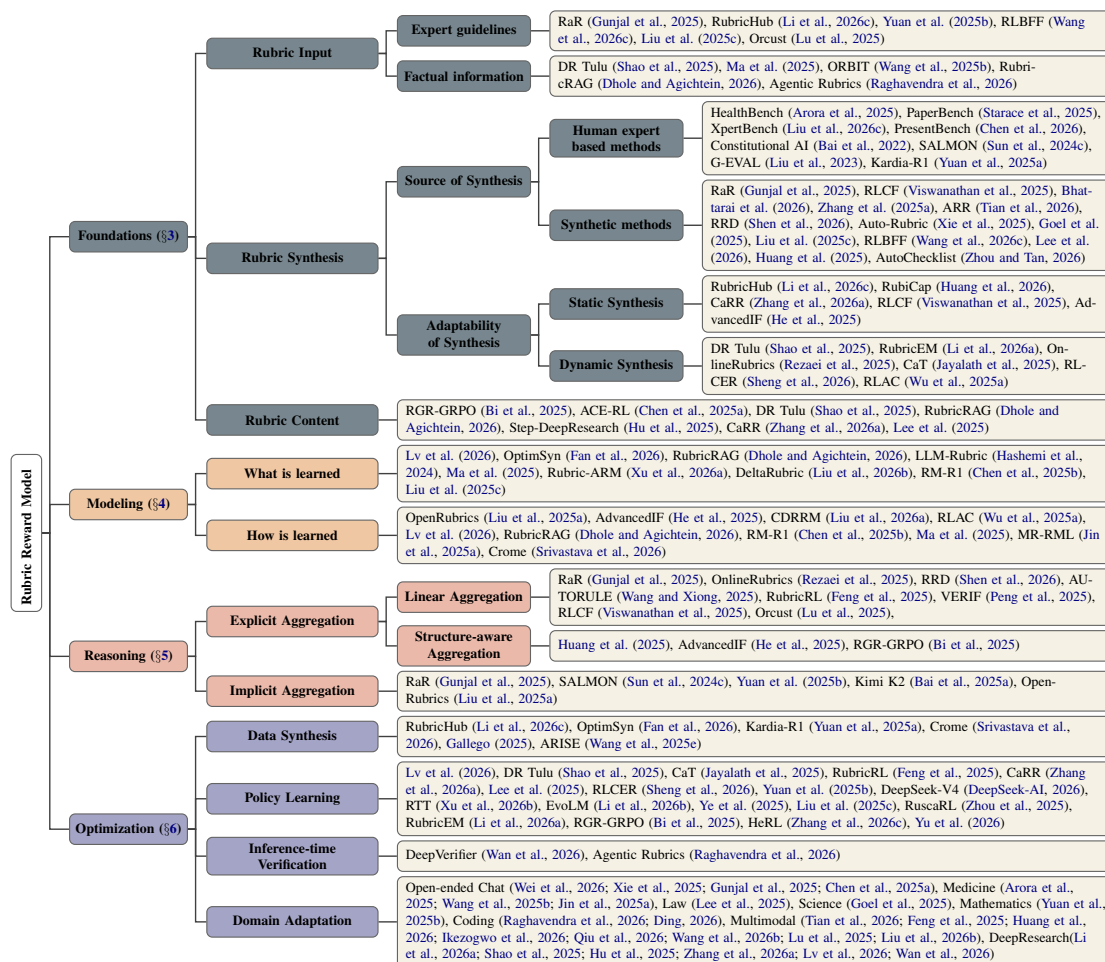 Rubric Reward Model
Foundations (§3)
Rubric Input
Expert guidelines
RaR (Gunjal et al., 2025), RubricHub (Li et al., 2026c), Yuan et al. (2025b), RLBFF (Wang
et al., 2026c), Liu et al. (2025c), Orcust (Lu et al., 2025)
Factual information
DR Tulu (Shao et al., 2025), Ma et al. (2025), ORBIT (Wang et al., 2025b), Rubri-
cRAG (Dhole and Agichtein, 2026), Agentic Rubrics (Raghavendra et al., 2026)
Rubric Synthesis
Source of Synthesis
Human expert
based methods
HealthBench (Arora et al., 2025), PaperBench (Starace et al., 2025),
XpertBench (Liu et al., 2026c), PresentBench (Chen et al., 2026),
Constitutional AI (Bai et al., 2022), SALMON (Sun et al., 2024c),
G-EVAL (Liu et al., 2023), Kardia-R1 (Yuan et al., 2025a)
Synthetic methods
RaR (Gunjal et al., 2025), RLCF (Viswanathan et al., 2025), Bhat-
tarai et al. (2026), Zhang et al. (2025a), ARR (Tian et al., 2026),
RRD (Shen et al., 2026), Auto-Rubric (Xie et al., 2025), Goel et al.
(2025), Liu et al. (2025c), RLBFF (Wang et al., 2026c), Lee et al.
(2026), Huang et al. (2025), AutoChecklist (Zhou and Tan, 2026)
Adaptability
of Synthesis
Static Synthesis
RubricHub (Li et al., 2026c), RubiCap (Huang et al., 2026),
CaRR (Zhang et al., 2026a), RLCF (Viswanathan et al., 2025), Ad-
vancedIF (He et al., 2025)
Dynamic Synthesis
DR Tulu (Shao et al., 2025), RubricEM (Li et al., 2026a), On-
lineRubrics (Rezaei et al., 2025), CaT (Jayalath et al., 2025), RL-
CER (Sheng et al., 2026), RLAC (Wu et al., 2025a)
Rubric Content
RGR-GRPO (Bi et al., 2025), ACE-RL (Chen et al., 2025a), DR Tulu (Shao et al., 2025), RubricRAG (Dhole and
Agichtein, 2026), Step-DeepResearch (Hu et al., 2025), CaRR (Zhang et al., 2026a), Lee et al. (2025)
Modeling (§4)
What is learned
Lv et al. (2026), OptimSyn (Fan et al., 2026), RubricRAG (Dhole and Agichtein, 2026), LLM-Rubric (Hashemi et al.,
2024), Ma et al. (2025), Rubric-ARM (Xu et al., 2026a), DeltaRubric (Liu et al., 2026b), RM-R1 (Chen et al., 2025b),
Liu et al. (2025c)
How is learned
OpenRubrics (Liu et al., 2025a), AdvancedIF (He et al., 2025), CDRRM (Liu et al., 2026a), RLAC (Wu et al., 2025a),
Lv et al. (2026), RubricRAG (Dhole and Agichtein, 2026), RM-R1 (Chen et al., 2025b), Ma et al. (2025), MR-RML (Jin
et al., 2025a), Crome (Srivastava et al., 2026)
Reasoning (§5)
Explicit Aggregation
Linear Aggregation
RaR (Gunjal et al., 2025), OnlineRubrics (Rezaei et al., 2025), RRD (Shen et al., 2026), AU-
TORULE (Wang and Xiong, 2025), RubricRL (Feng et al., 2025), VERIF (Peng et al., 2025),
RLCF (Viswanathan et al., 2025), Orcust (Lu et al., 2025),
Structure-aware
Aggregation
Huang et al. (2025), AdvancedIF (He et al., 2025), RGR-GRPO (Bi et al., 2025)
Implicit Aggregation
RaR (Gunjal et al., 2025), SALMON (Sun et al., 2024c), Yuan et al. (2025b), Kimi K2 (Bai et al., 2025a), Open-
Rubrics (Liu et al., 2025a)
Optimization (§6)
Data Synthesis
RubricHub (Li et al., 2026c), OptimSyn (Fan et al., 2026), Kardia-R1 (Yuan et al., 2025a), Crome (Srivastava et al.,
2026), Gallego (2025), ARISE (Wang et al., 2025e)
Policy Learning
Lv et al. (2026), DR Tulu (Shao et al., 2025), CaT (Jayalath et al., 2025), RubricRL (Feng et al., 2025), CaRR (Zhang
et al., 2026a), Lee et al. (2025), RLCER (Sheng et al., 2026), Yuan et al. (2025b), DeepSeek-V4 (DeepSeek-AI, 2026),
RTT (Xu et al., 2026b), EvoLM (Li et al., 2026b), Ye et al. (2025), Liu et al. (2025c), RuscaRL (Zhou et al., 2025),
RubricEM (Li et al., 2026a), RGR-GRPO (Bi et al., 2025), HeRL (Zhang et al., 2026c), Yu et al. (2026)
Inference-time
Verification
DeepVerifier (Wan et al., 2026), Agentic Rubrics (Raghavendra et al., 2026)
Domain Adaptation
Open-ended Chat (Wei et al., 2026; Xie et al., 2025; Gunjal et al., 2025; Chen et al., 2025a), Medicine (Arora et al.,
2025; Wang et al., 2025b; Jin et al., 2025a), Law (Lee et al., 2025), Science (Goel et al., 2025), Mathematics (Yuan et al.,
2025b), Coding (Raghavendra et al., 2026; Ding, 2026), Multimodal (Tian et al., 2026; Feng et al., 2025; Huang et al.,
2026; Ikezogwo et al., 2026; Qiu et al., 2026; Wang et al., 2026b; Lu et al., 2025; Liu et al., 2026b), DeepResearch(Li
et al., 2026a; Shao et al., 2025; Hu et al., 2025; Zhang et al., 2026a; Lv et al., 2026; Wan et al., 2026)